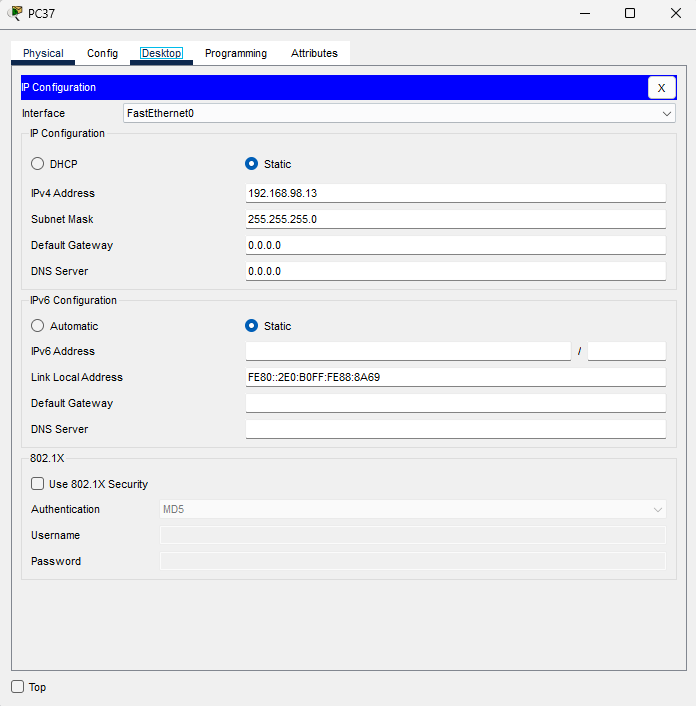 PC37
Physical Config Desktop Programming Attributes
IP Configuration X
Interface FastEthernet0
IP Configuration
DHCP Static
IPv4 Address 192.168.98.13
Subnet Mask 255.255.255.0
Default Gateway 0.0.0.0
DNS Server 0.0.0.0
IPv6 Configuration
Automatic Static
IPv6 Address /
Link Local Address FE80::2E0:B0FF:FE88:8A69
Default Gateway
DNS Server
802.1X
Use 802.1X Security
Authentication MD5
Username
Password
Top